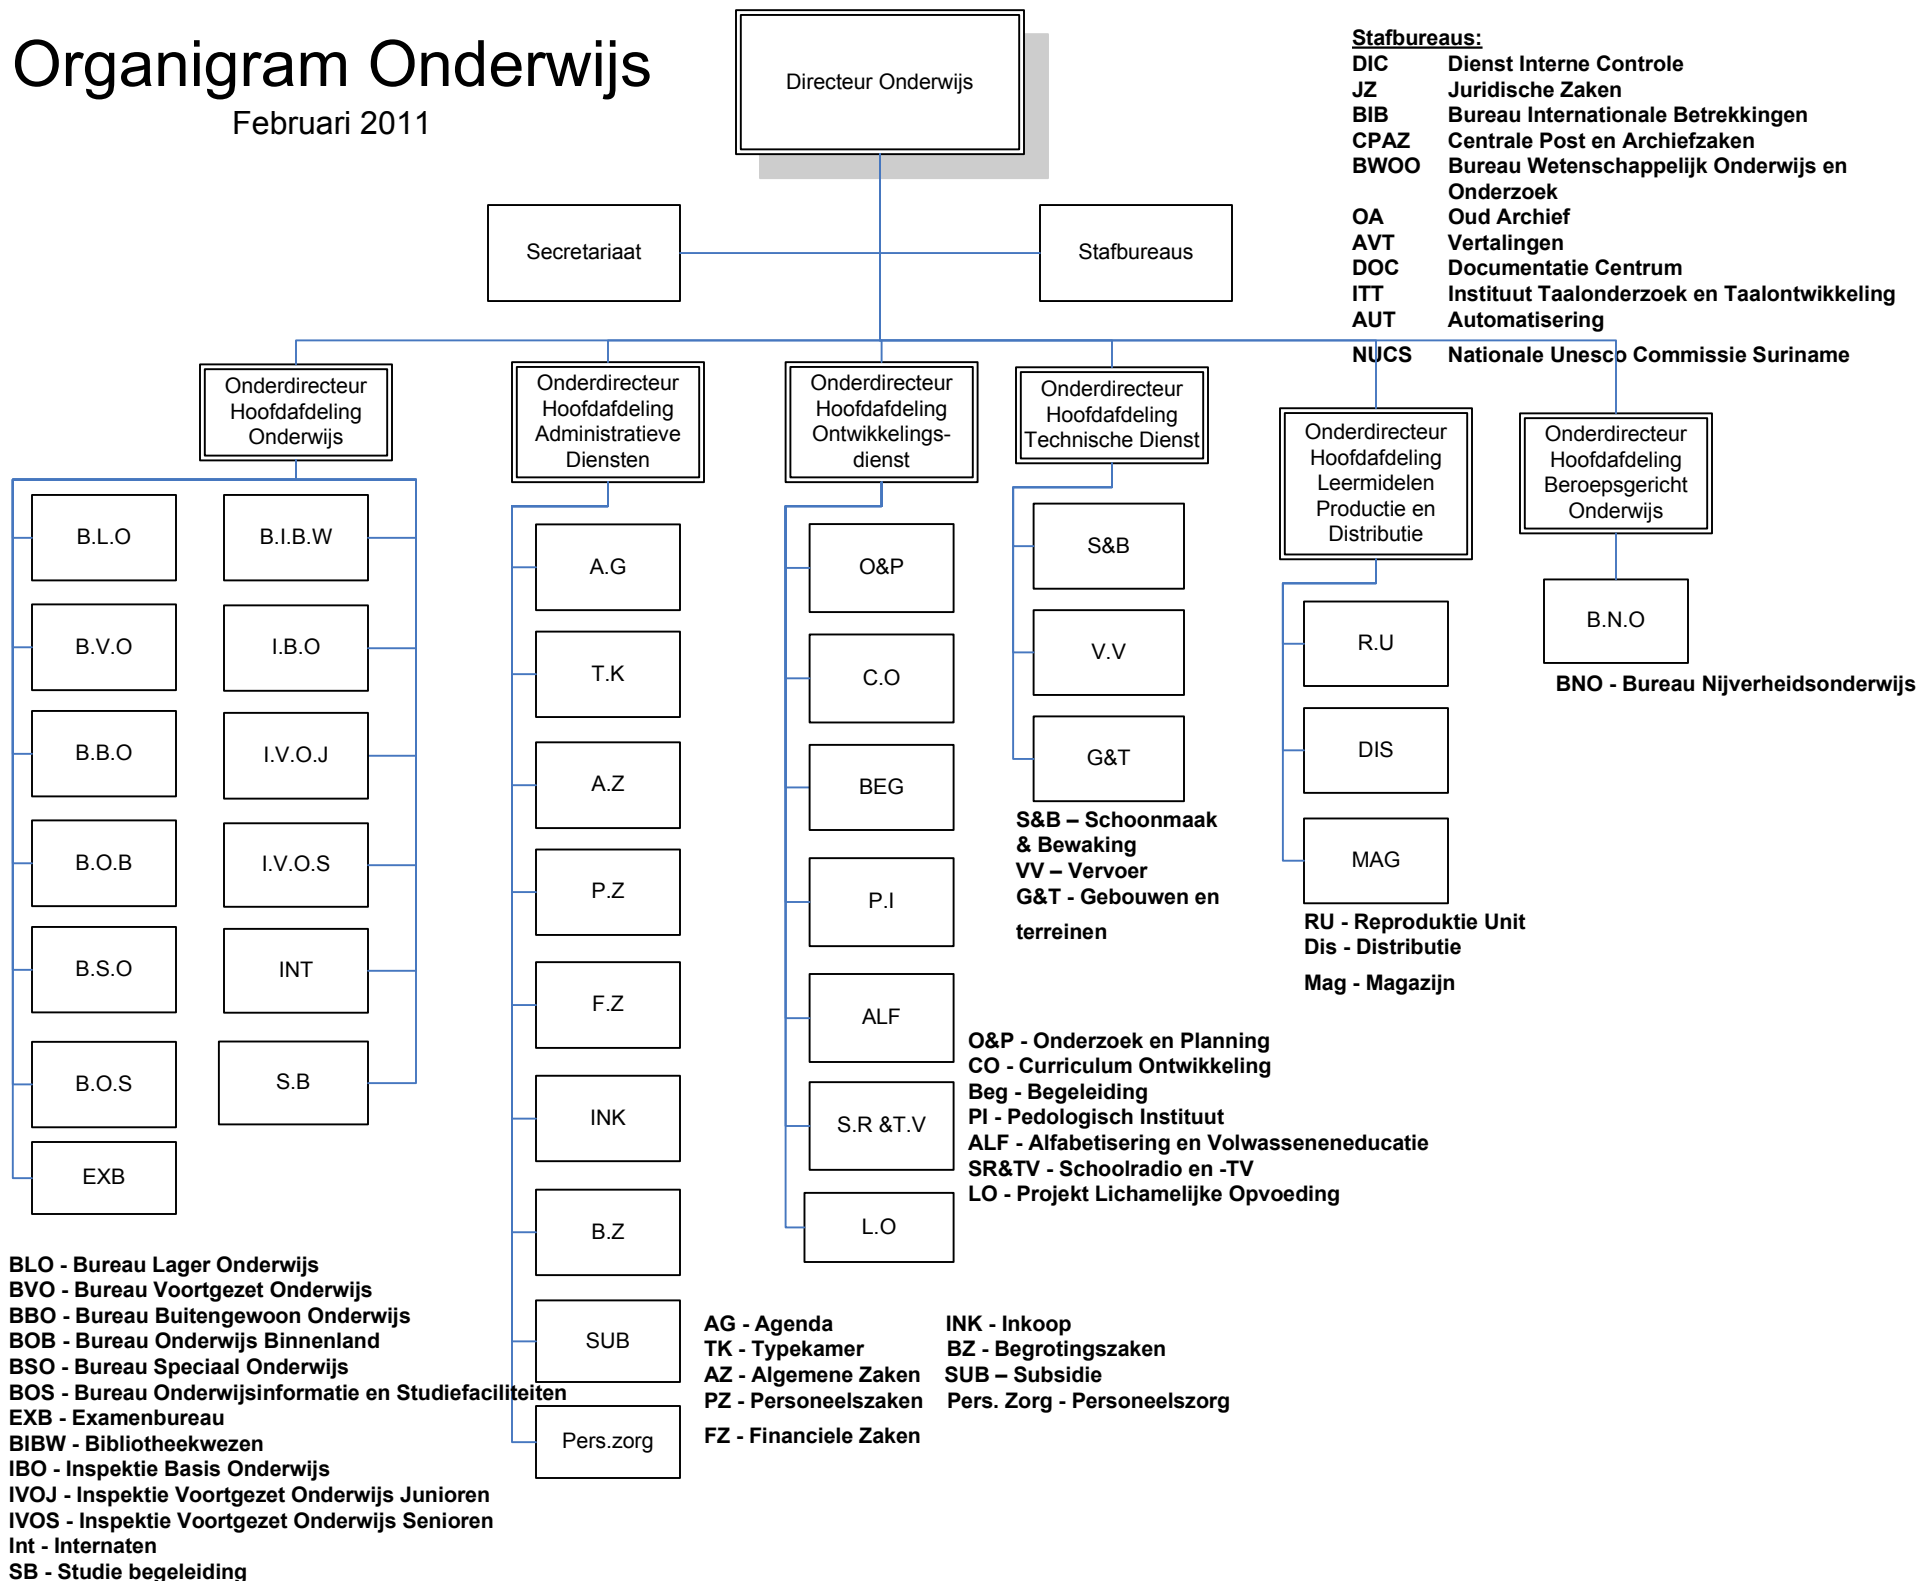 Organigram Onderwijs
Februari 2011
Directeur Onderwijs
Stafbureaus:
DIC Dienst Interne Controle
JZ Juridische Zaken
BIB Bureau Internationale Betrekkingen
CPAZ Centrale Post en Archiefzaken
BWOO Bureau Wetenschappelijk Onderwijs en
Onderzoek
OA Oud Archief
AVT Vertalingen
DOC Documentatie Centrum
ITT Instituut Taalonderzoek en Taalontwikkeling
AUT Automatisering
NUCS Nationale Unesco Commissie Suriname
Secretariaat
Stafbureaus
Onderdirecteur
Hoofdafdeling
Onderwijs
Onderdirecteur
Hoofdafdeling
Administratieve
Diensten
Onderdirecteur
Hoofdafdeling
Ontwikkelings-
dienst
Onderdirecteur
Hoofdafdeling
Technische Dienst
Onderdirecteur
Hoofdafdeling
Leermidelen
Productie en
Distributie
Onderdirecteur
Hoofdafdeling
Beroepsgericht
Onderwijs
B.L.O
B.V.O
B.B.O
B.O.B
B.S.O
B.O.S
EXB
B.I.B.W
I.B.O
I.V.O.J
I.V.O.S
INT
S.B
BLO - Bureau Lager Onderwijs
BVO - Bureau Voortgezet Onderwijs
BBO - Bureau Buitengewoon Onderwijs
BOB - Bureau Onderwijs Binnenland
BSO - Bureau Speciaal Onderwijs
BOS - Bureau Onderwijsinformatie en Studiefaciliteiten
EXB - Examenbureau
BIBW - Bibliotheekwezen
IBO - Inspektie Basis Onderwijs
IVOJ - Inspektie Voortgezet Onderwijs Junioren
IVOS - Inspektie Voortgezet Onderwijs Senioren
Int - Internaten
SB - Studie begeleiding
A.G
T.K
A.Z
P.Z
F.Z
INK
B.Z
SUB
Pers.zorg
AG - Agenda
TK - Typekamer
AZ - Algemene Zaken
PZ - Personeelszaken
FZ - Financiele Zaken
INK - Inkoop
BZ - Begrotingszaken
SUB – Subsidie
Pers. Zorg - Personeelszorg
O&P
C.O
BEG
P.I
ALF
S.R &T.V
L.O
O&P - Onderzoek en Planning
CO - Curriculum Ontwikkeling
Beg - Begeleiding
PI - Pedologisch Instituut
ALF - Alfabetisering en Volwasseneneducatie
SR&TV - Schoolradio en -TV
LO - Projekt Lichamelijke Opvoeding
S&B
V.V
G&T
S&B – Schoonmaak
& Bewaking
VV – Vervoer
G&T - Gebouwen en
terreinen
R.U
DIS
MAG
RU - Reproduktie Unit
Dis - Distributie
Mag - Magazijn
B.N.O
BNO - Bureau Nijverheidsonderwijs